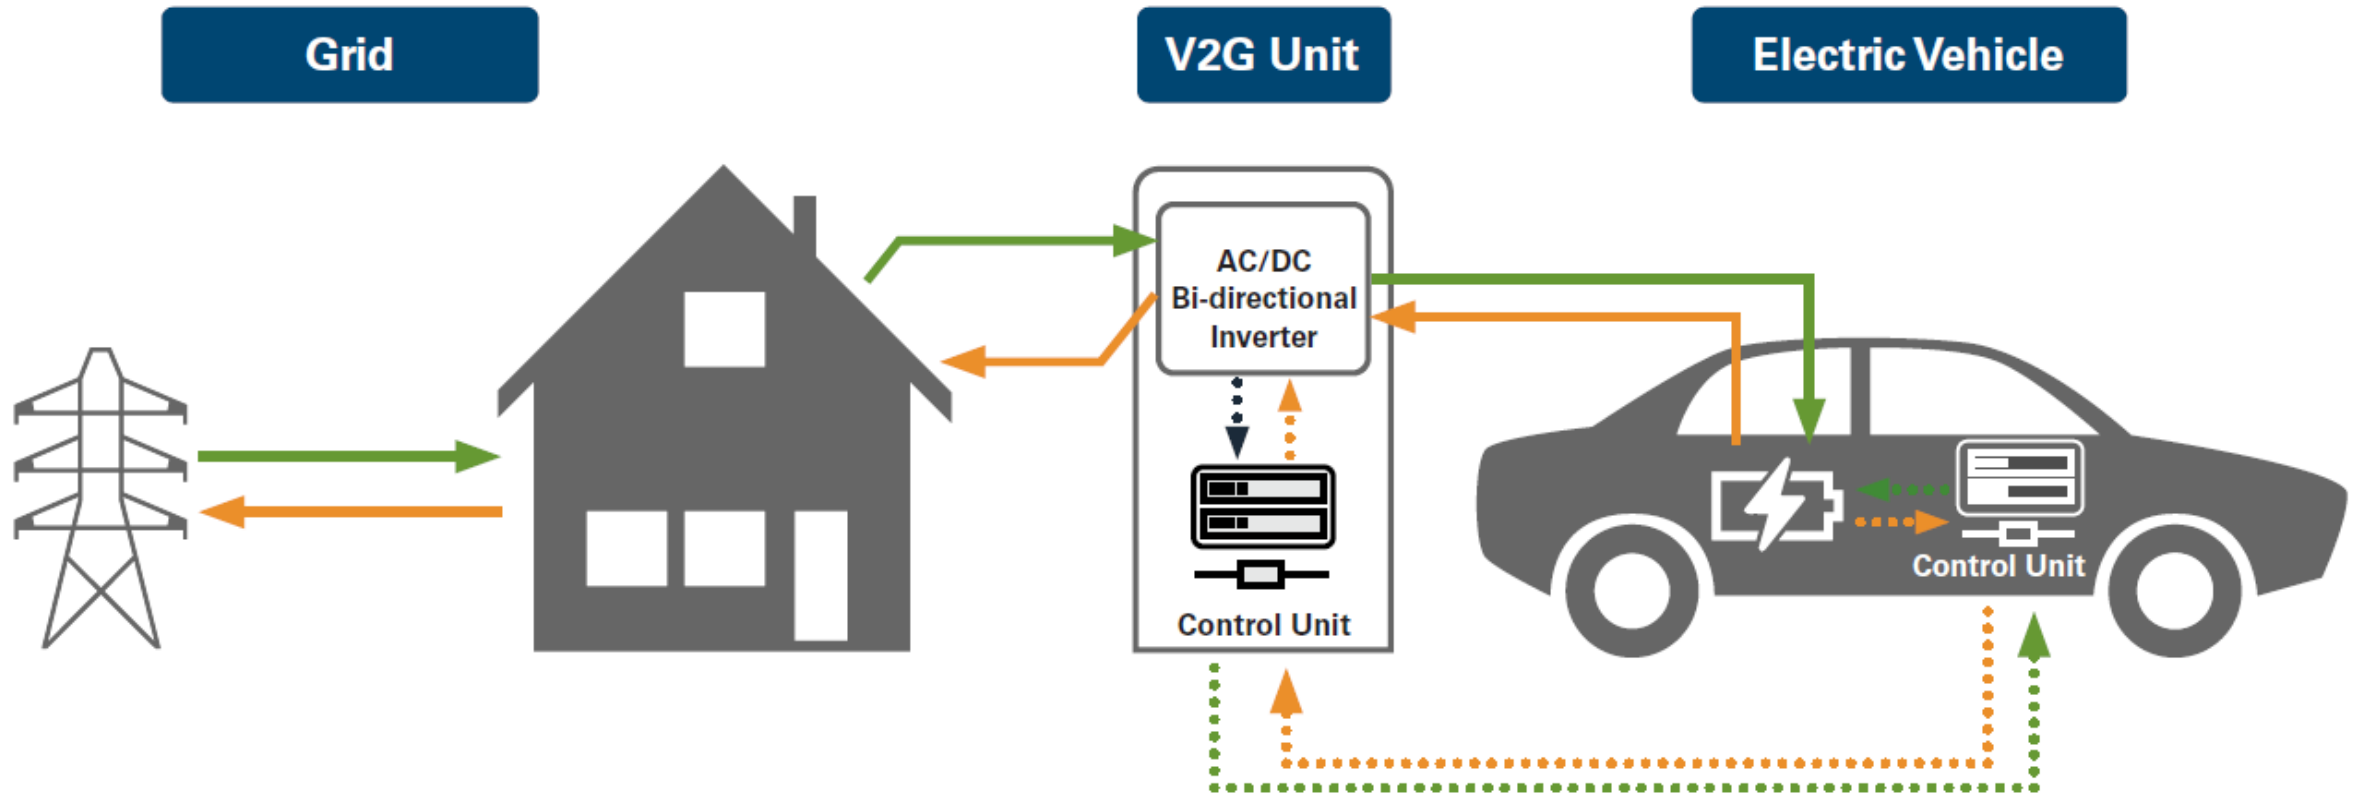 Grid
V2G Unit
Electric Vehicle
AC/DC
Bi-directional
Inverter
Control Unit
Control Unit